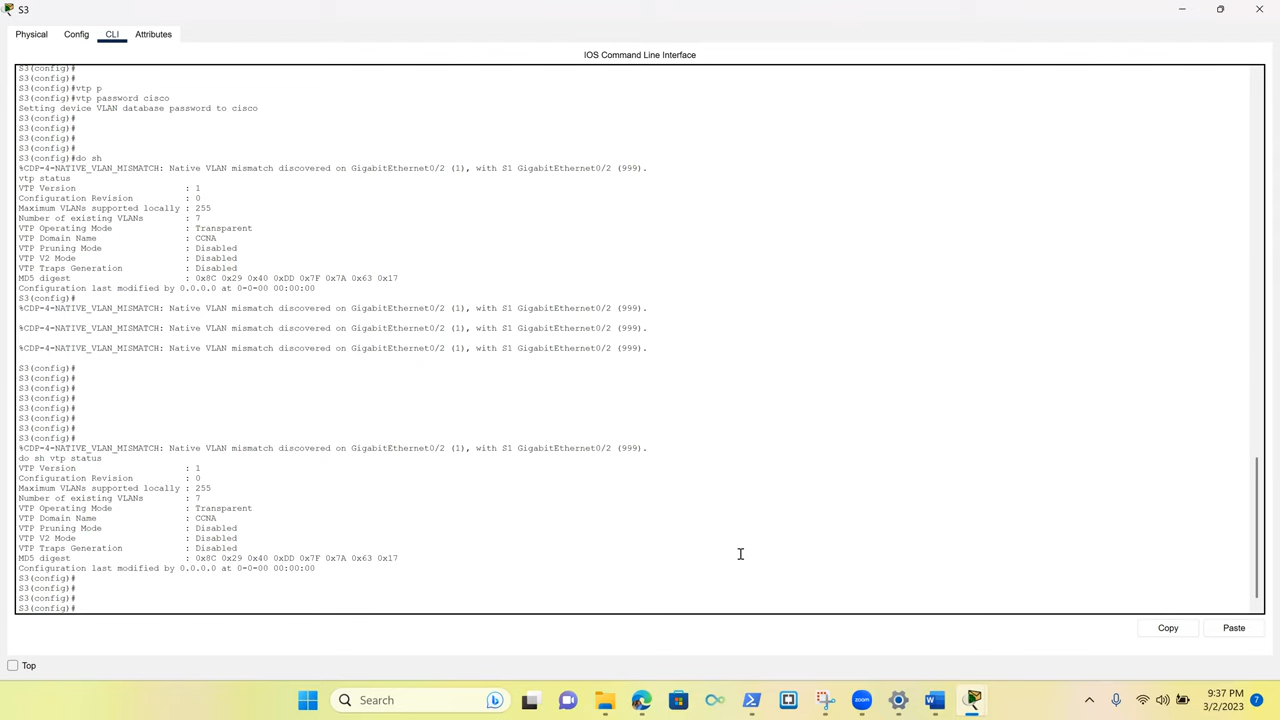 S3
Physical Config CLI Attributes
IOS Command Line Interface
S3(config)#
S3(config)#
S3(config)#vtp p
S3(config)#vtp password cisco
Setting device VLAN database password to cisco
S3(config)#
S3(config)#
S3(config)#
S3(config)#
S3(config)#do sh
%CDP-4-NATIVE_VLAN_MISMATCH: Native VLAN mismatch discovered on GigabitEthernet0/2 (1), with S1 GigabitEthernet0/2 (999).
vtp status
VTP Version : 1
Configuration Revision : 0
Maximum VLANs supported locally : 255
Number of existing VLANs : 7
VTP Operating Mode : Transparent
VTP Domain Name : CCNA
VTP Pruning Mode : Disabled
VTP V2 Mode : Disabled
VTP Traps Generation : Disabled
MD5 digest : 0x8C 0x29 0x40 0xDD 0x7F 0x7A 0x63 0x17
Configuration last modified by 0.0.0.0 at 0-0-00 00:00:00
S3(config)#
%CDP-4-NATIVE_VLAN_MISMATCH: Native VLAN mismatch discovered on GigabitEthernet0/2 (1), with S1 GigabitEthernet0/2 (999).
%CDP-4-NATIVE_VLAN_MISMATCH: Native VLAN mismatch discovered on GigabitEthernet0/2 (1), with S1 GigabitEthernet0/2 (999).
%CDP-4-NATIVE_VLAN_MISMATCH: Native VLAN mismatch discovered on GigabitEthernet0/2 (1), with S1 GigabitEthernet0/2 (999).
S3(config)#
S3(config)#
S3(config)#
S3(config)#
S3(config)#
S3(config)#
S3(config)#
S3(config)#
%CDP-4-NATIVE_VLAN_MISMATCH: Native VLAN mismatch discovered on GigabitEthernet0/2 (1), with S1 GigabitEthernet0/2 (999).
do sh vtp status
VTP Version : 1
Configuration Revision : 0
Maximum VLANs supported locally : 255
Number of existing VLANs : 7
VTP Operating Mode : Transparent
VTP Domain Name : CCNA
VTP Pruning Mode : Disabled
VTP V2 Mode : Disabled
VTP Traps Generation : Disabled
MD5 digest : 0x8C 0x29 0x40 0xDD 0x7F 0x7A 0x63 0x17
Configuration last modified by 0.0.0.0 at 0-0-00 00:00:00
S3(config)#
S3(config)#
S3(config)#
S3(config)#
Copy Paste
Top
Search
zoom
W
9:37 PM
3/2/2023
7